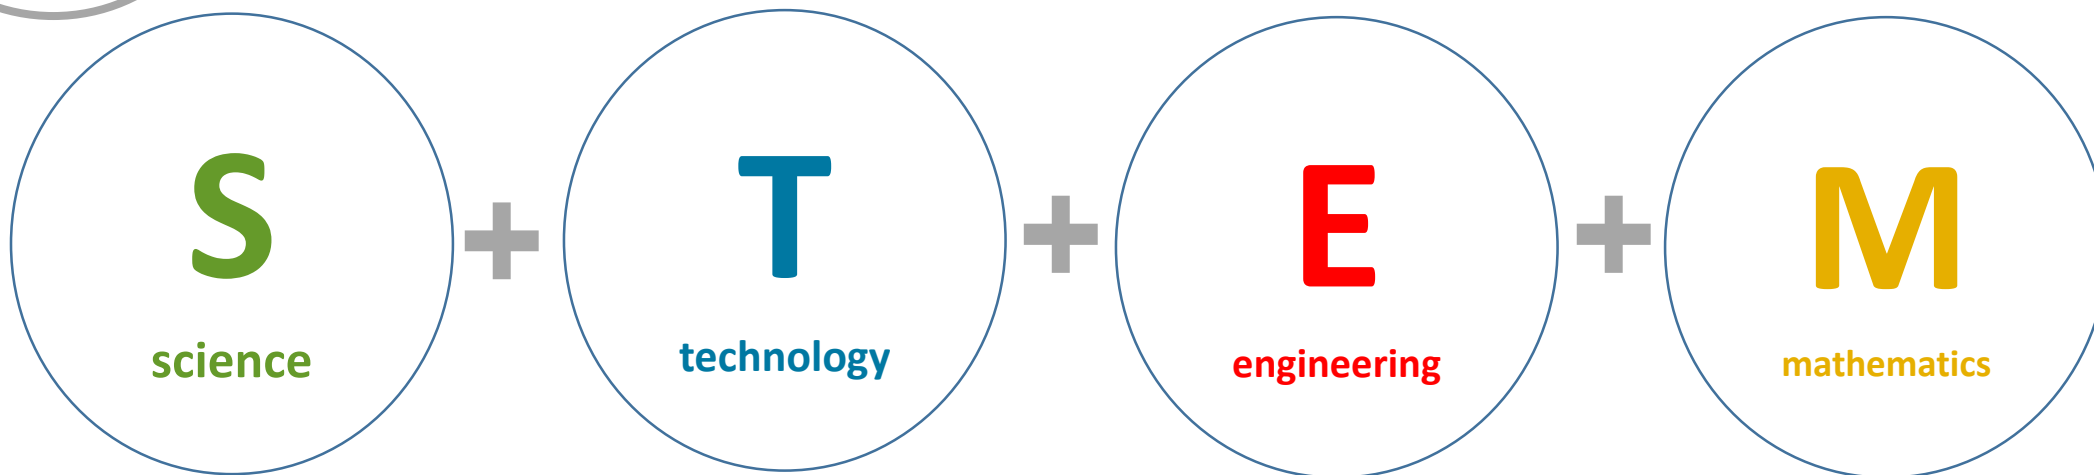 S + T + E + M
science technology engineering mathematics